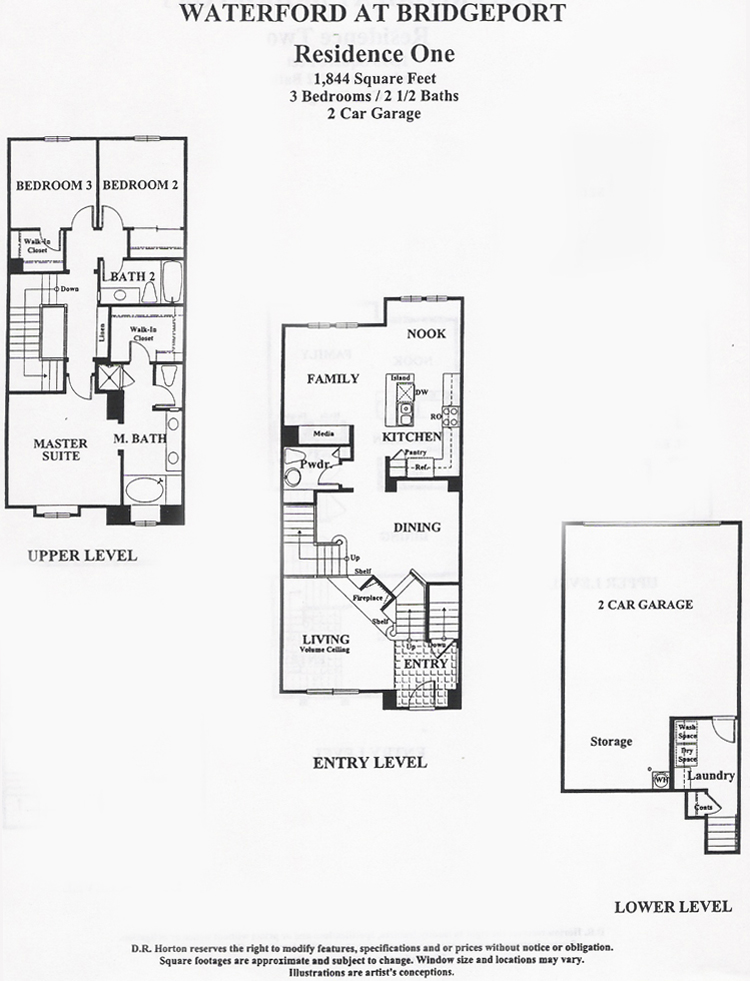 WATERFORD AT BRIDGEPORT
Residence One
1,844 Square Feet
3 Bedrooms / 2 1/2 Baths
2 Car Garage
BEDROOM 3
BEDROOM 2
Walk-In
Closet
BATH 2
Down
Linen
Walk-In
Closet
MASTER
SUITE
M. BATH
UPPER LEVEL
NOOK
FAMILY
Island
DW
RO
KITCHEN
Media
Pantry
Ref.
Pwdr.
DINING
Up
Shelf
Fireplace
Shelf
LIVING
Volume Ceiling
Up
Down
ENTRY
ENTRY LEVEL
2 CAR GARAGE
Storage
Wash
Space
Dry
Space
WH
Laundry
Coats
LOWER LEVEL
D.R. Horton reserves the right to modify features, specifications and or prices without notice or obligation.
Square footages are approximate and subject to change. Window size and locations may vary.
Illustrations are artist's conceptions.